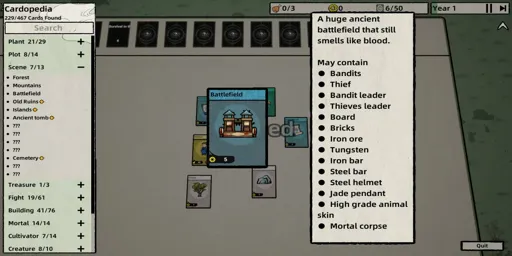 Cardopedia
229/467 Cards Found
Search
Plant 21/29 +
Plot 8/14 +
Scene 7/13 −
• Forest
• Mountains
• Battlefield
• Old Ruins
• Islands
• Ancient tomb
• ???
• ???
• ???
• Cemetery
• ???
• ???
Treasure 1/3 +
Fight 19/61 +
Building 41/76 +
Mortal 14/14 +
Cultivator 7/14 +
Creature 8/10 +
Battlefield
5
A huge ancient
battlefield that still
smells like blood.
May contain
● Bandits
● Thief
● Bandit leader
● Thieves leader
● Board
● Bricks
● Iron ore
● Tungsten
● Iron bar
● Steel bar
● Steel helmet
● Jade pendant
● High grade animal
skin
● Mortal corpse
0/3
0
6/50
Year 1
Quit